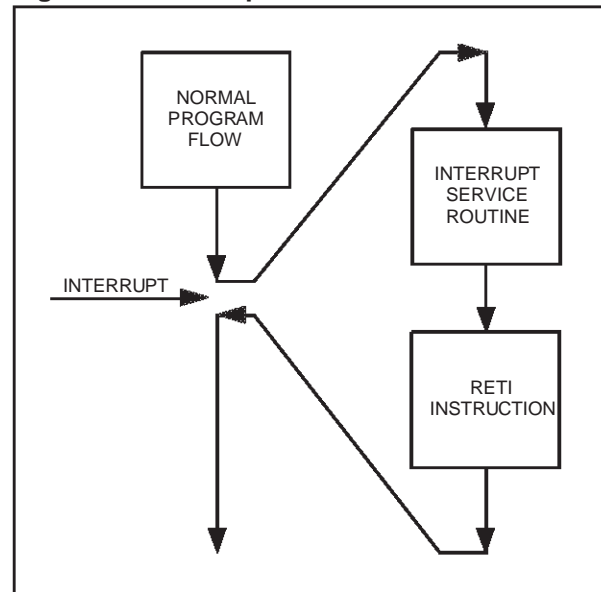 NORMAL
PROGRAM
FLOW
INTERRUPT
SERVICE
ROUTINE
INTERRUPT
RETI
INSTRUCTION